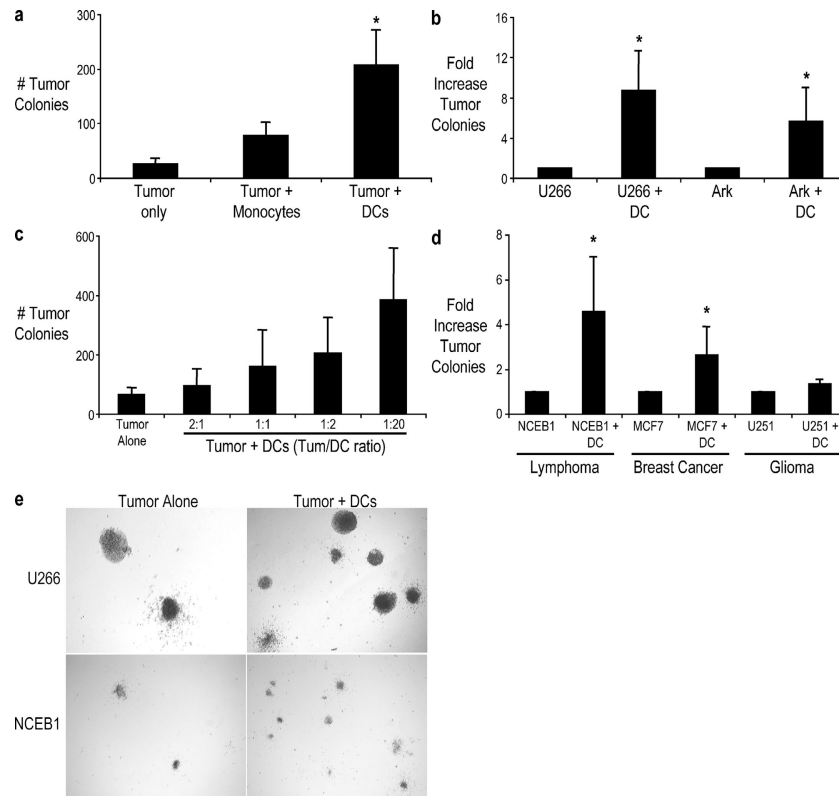 a
300
200
100
0
# Tumor
Colonies
*
Tumor
only
Tumor +
Monocytes
Tumor +
DCs
b
16
12
8
4
0
Fold
Increase
Tumor
Colonies
*
*
U266
U266 +
DC
Ark
Ark +
DC
c
600
400
200
0
# Tumor
Colonies
Tumor
Alone
2:1
1:1
1:2
1:20
Tumor + DCs (Tum/DC ratio)
d
8
6
4
2
0
Fold
Increase
Tumor
Colonies
*
*
NCEB1
NCEB1 +
DC
MCF7
MCF7 +
DC
U251
U251 +
DC
Lymphoma
Breast Cancer
Glioma
e
Tumor Alone
Tumor + DCs
U266
NCEB1